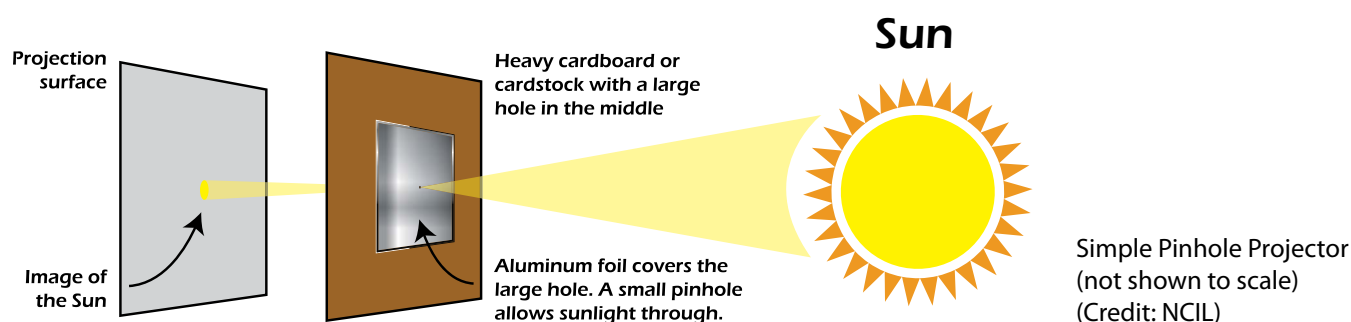 Sun
Projection
surface
Heavy cardboard or
cardstock with a large
hole in the middle
Image of
the Sun
Aluminum foil covers the
large hole. A small pinhole
allows sunlight through.
Simple Pinhole Projector
(not shown to scale)
(Credit: NCIL)